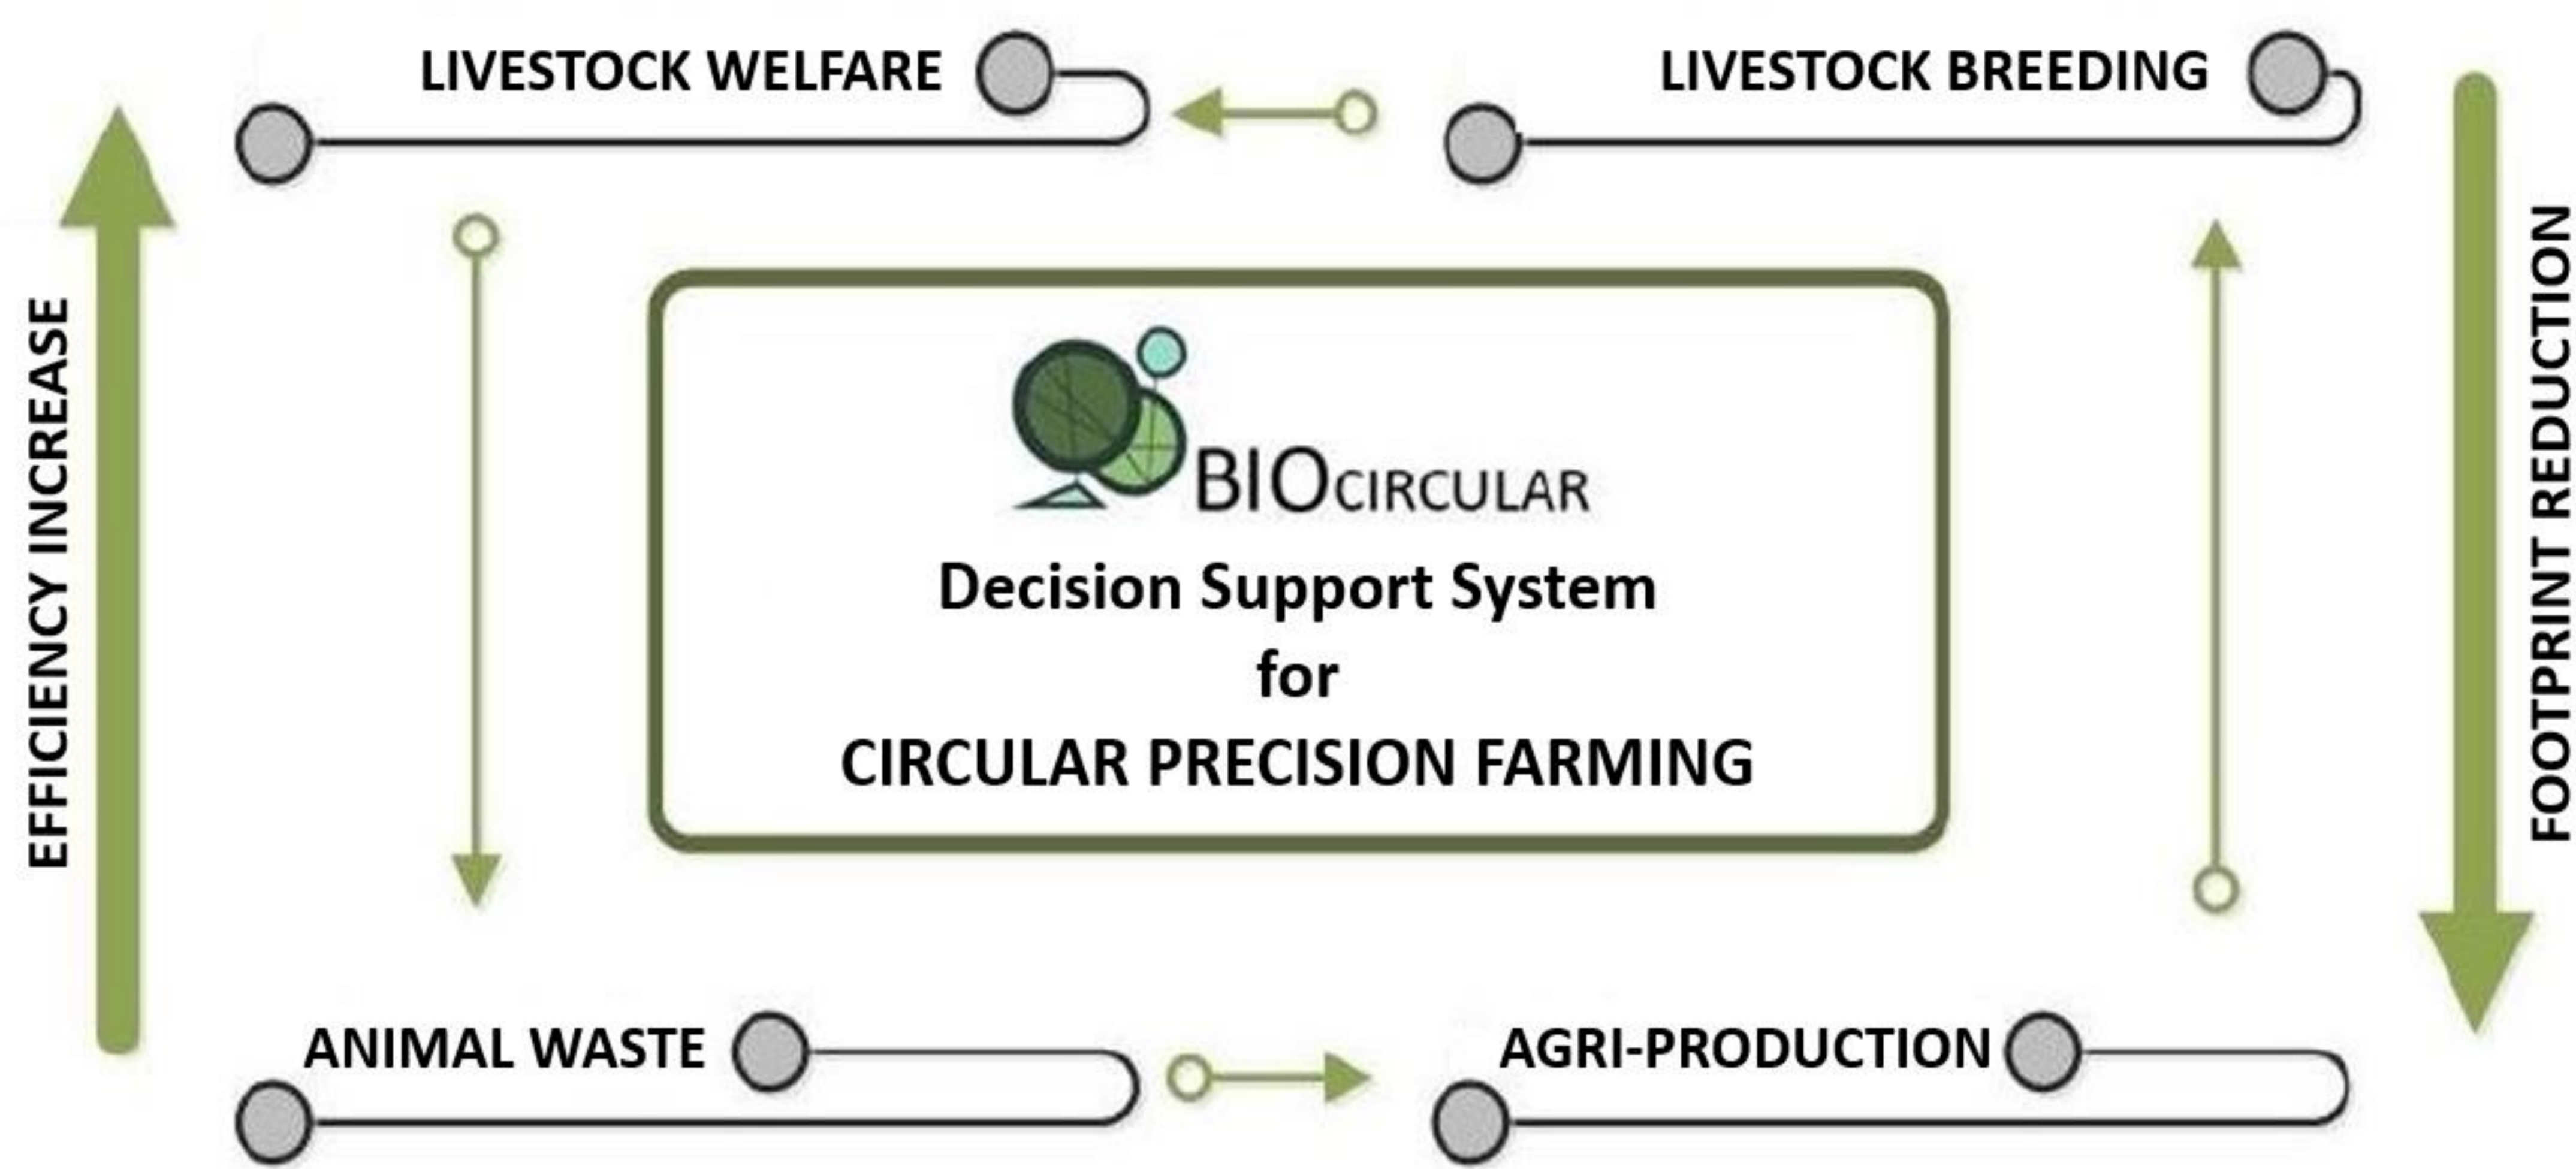 LIVESTOCK WELFARE
LIVESTOCK BREEDING
EFFICIENCY INCREASE
BIOCIRCULAR
Decision Support System
for
CIRCULAR PRECISION FARMING
FOOTPRINT REDUCTION
ANIMAL WASTE
AGRI-PRODUCTION